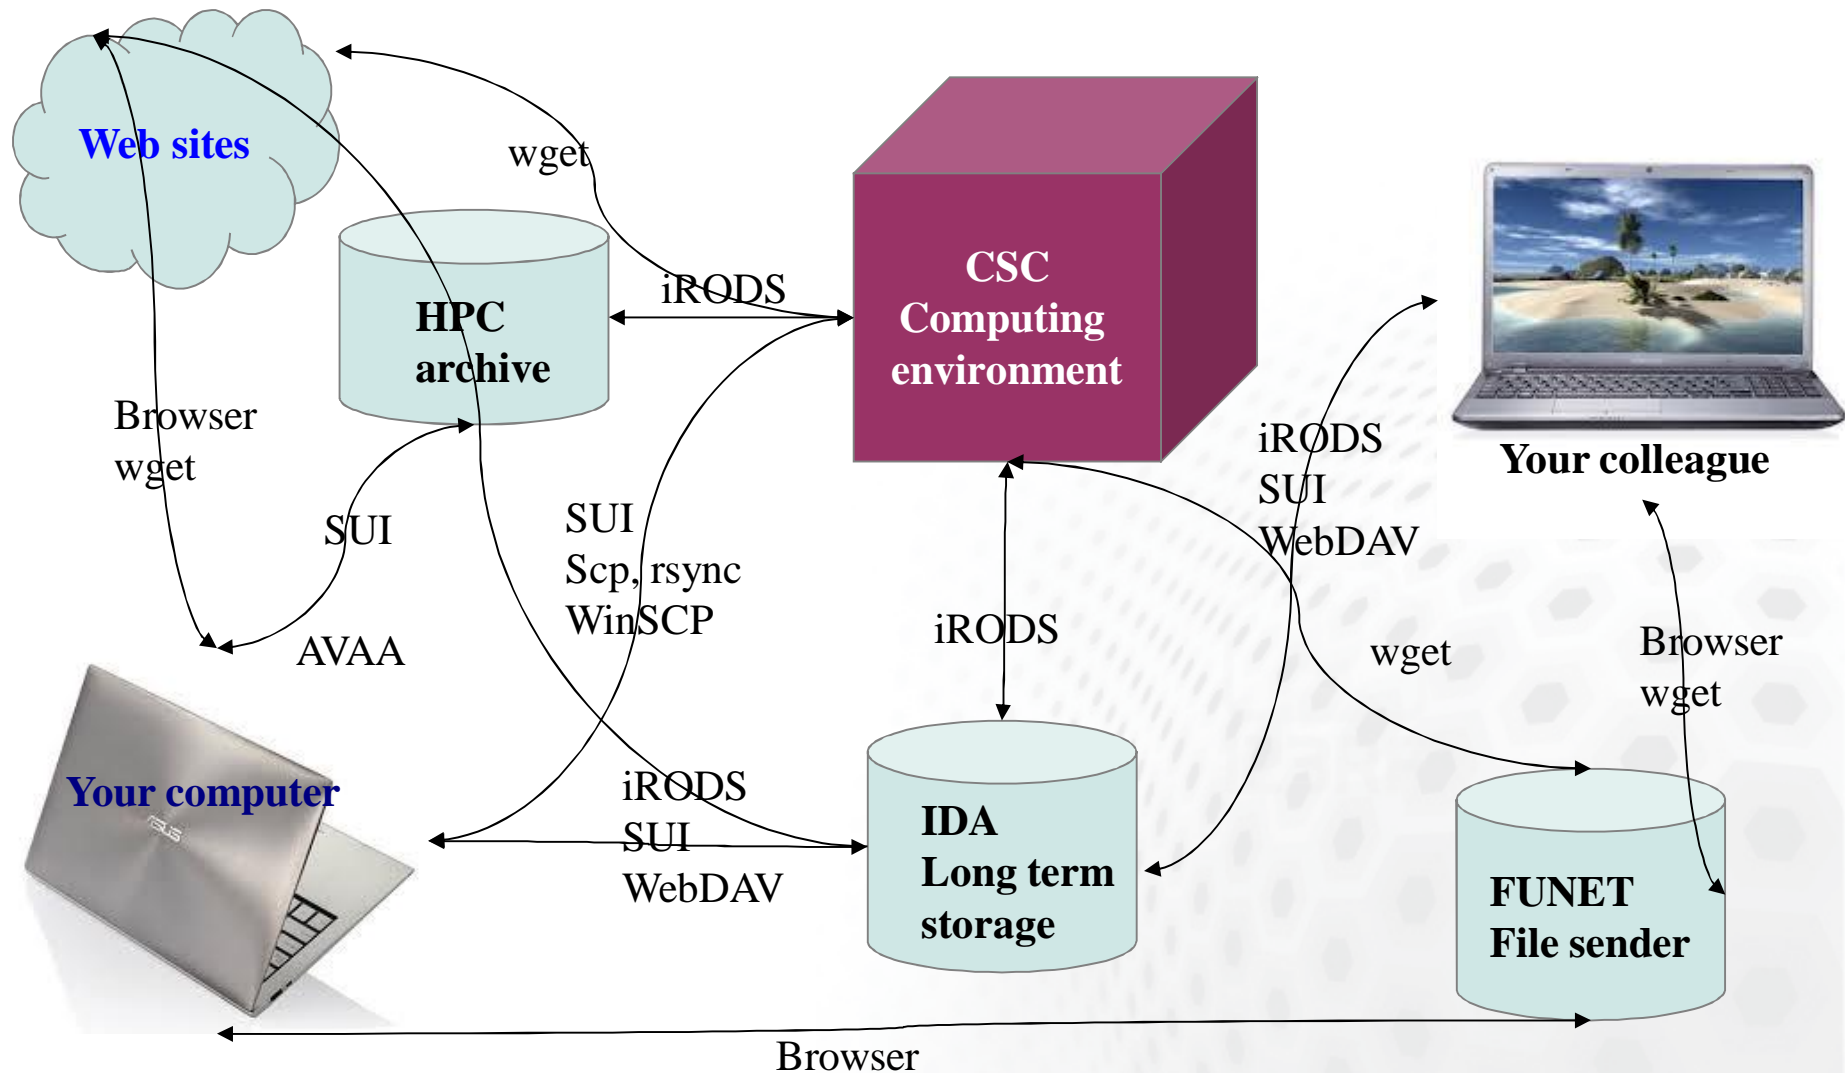 Web sites
wget
iRODS
HPC
archive
CSC
Computing
environment
Browser
wget
SUI
AVAA
SUI
Scp, rsync
WinSCP
iRODS
iRODS
SUI
WebDAV
Your colleague
wget
Browser
wget
Your computer
ASUS
iRODS
SUI
WebDAV
IDA
Long term
storage
FUNET
File sender
Browser